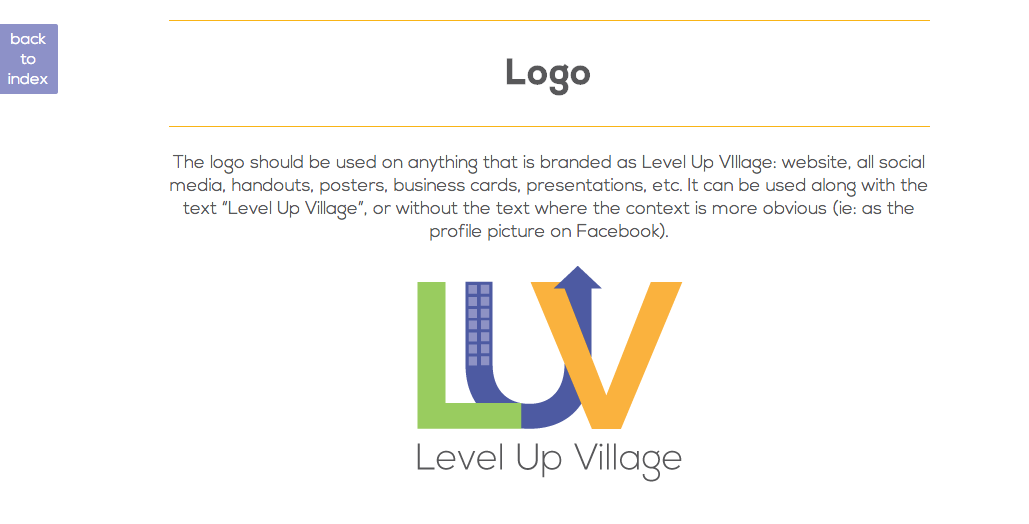 back
to
index
Logo
The logo should be used on anything that is branded as Level Up VIllage: website, all social
media, handouts, posters, business cards, presentations, etc. It can be used along with the
text “Level Up Village”, or without the text where the context is more obvious (ie: as the
profile picture on Facebook).
LUV
Level Up Village